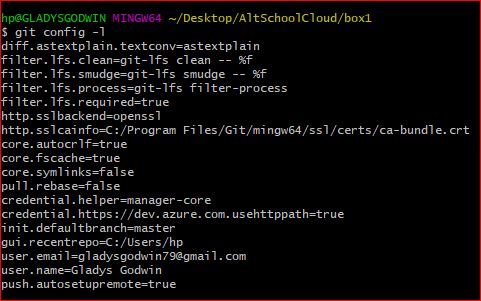 hp@GLADYSGODWIN MINGW64 ~/Desktop/AltSchoolCloud/box1
$ git config -l
diff.astextplain.textconv=astextplain
filter.lfs.clean=git-lfs clean -- %f
filter.lfs.smudge=git-lfs smudge -- %f
filter.lfs.process=git-lfs filter-process
filter.lfs.required=true
http.sslbackend=openssl
http.sslcainfo=C:/Program Files/Git/mingw64/ssl/certs/ca-bundle.crt
core.autocrlf=true
core.fscache=true
core.symlinks=false
pull.rebase=false
credential.helper=manager-core
credential.https://dev.azure.com.usehttppath=true
init.defaultbranch=master
gui.recentrepo=C:/Users/hp
user.email=gladysgodwin79@gmail.com
user.name=Gladys Godwin
push.autosetupremote=true